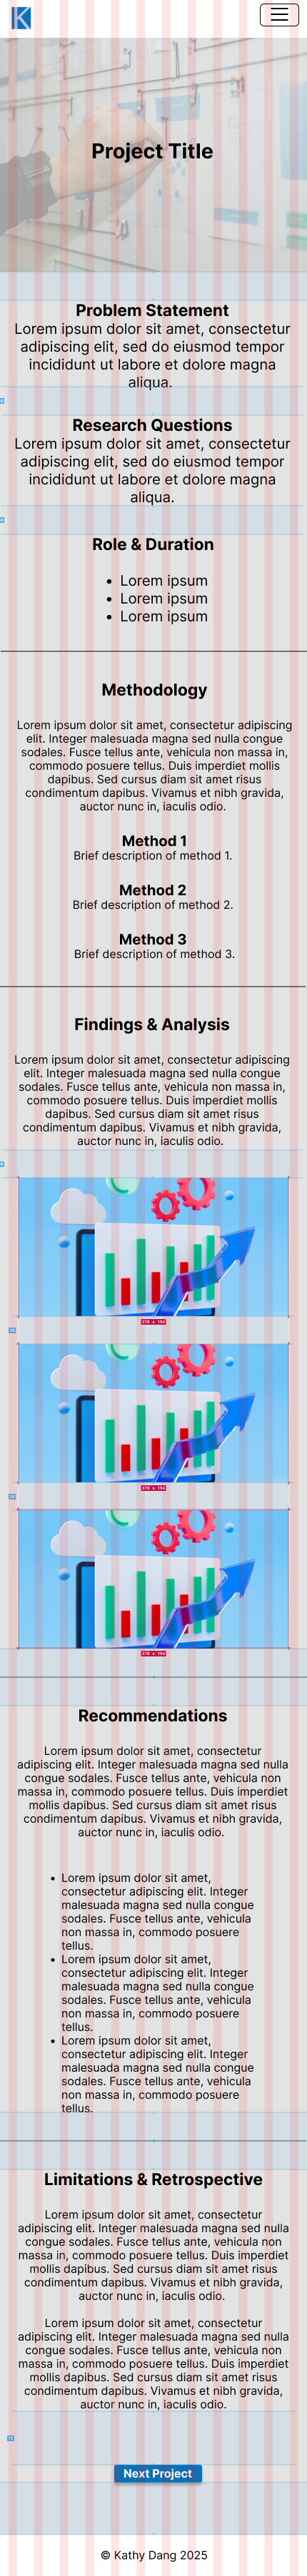 K
Project Title
Problem Statement
Lorem ipsum dolor sit amet, consectetur
adipiscing elit, sed do eiusmod tempor
incididunt ut labore et dolore magna
aliqua.
Research Questions
Lorem ipsum dolor sit amet, consectetur
adipiscing elit, sed do eiusmod tempor
incididunt ut labore et dolore magna
aliqua.
Role & Duration
• Lorem ipsum
• Lorem ipsum
• Lorem ipsum
Methodology
Lorem ipsum dolor sit amet, consectetur adipiscing
elit. Integer malesuada magna sed nulla congue
sodales. Fusce tellus ante, vehicula non massa in,
commodo posuere tellus. Duis imperdiet mollis
dapibus. Sed cursus diam sit amet risus
condimentum dapibus. Vivamus et nibh gravida,
auctor nunc in, iaculis odio.
Method 1
Brief description of method 1.
Method 2
Brief description of method 2.
Method 3
Brief description of method 3.
Findings & Analysis
Lorem ipsum dolor sit amet, consectetur adipiscing
elit. Integer malesuada magna sed nulla congue
sodales. Fusce tellus ante, vehicula non massa in,
commodo posuere tellus. Duis imperdiet mollis
dapibus. Sed cursus diam sit amet risus
condimentum dapibus. Vivamus et nibh gravida,
auctor nunc in, iaculis odio.
378 x 194
378 x 194
378 x 194
Recommendations
Lorem ipsum dolor sit amet, consectetur
adipiscing elit. Integer malesuada magna sed nulla
congue sodales. Fusce tellus ante, vehicula non
massa in, commodo posuere tellus. Duis imperdiet
mollis dapibus. Sed cursus diam sit amet risus
condimentum dapibus. Vivamus et nibh gravida,
auctor nunc in, iaculis odio.
• Lorem ipsum dolor sit amet,
consectetur adipiscing elit. Integer
malesuada magna sed nulla congue
sodales. Fusce tellus ante, vehicula
non massa in, commodo posuere
tellus.
• Lorem ipsum dolor sit amet,
consectetur adipiscing elit. Integer
malesuada magna sed nulla congue
sodales. Fusce tellus ante, vehicula
non massa in, commodo posuere
tellus.
• Lorem ipsum dolor sit amet,
consectetur adipiscing elit. Integer
malesuada magna sed nulla congue
sodales. Fusce tellus ante, vehicula
non massa in, commodo posuere
tellus.
Limitations & Retrospective
Lorem ipsum dolor sit amet, consectetur
adipiscing elit. Integer malesuada magna sed nulla
congue sodales. Fusce tellus ante, vehicula non
massa in, commodo posuere tellus. Duis imperdiet
mollis dapibus. Sed cursus diam sit amet risus
condimentum dapibus. Vivamus et nibh gravida,
auctor nunc in, iaculis odio.
Lorem ipsum dolor sit amet, consectetur
adipiscing elit. Integer malesuada magna sed nulla
congue sodales. Fusce tellus ante, vehicula non
massa in, commodo posuere tellus. Duis imperdiet
mollis dapibus. Sed cursus diam sit amet risus
condimentum dapibus. Vivamus et nibh gravida,
auctor nunc in, iaculis odio.
Next Project
© Kathy Dang 2025